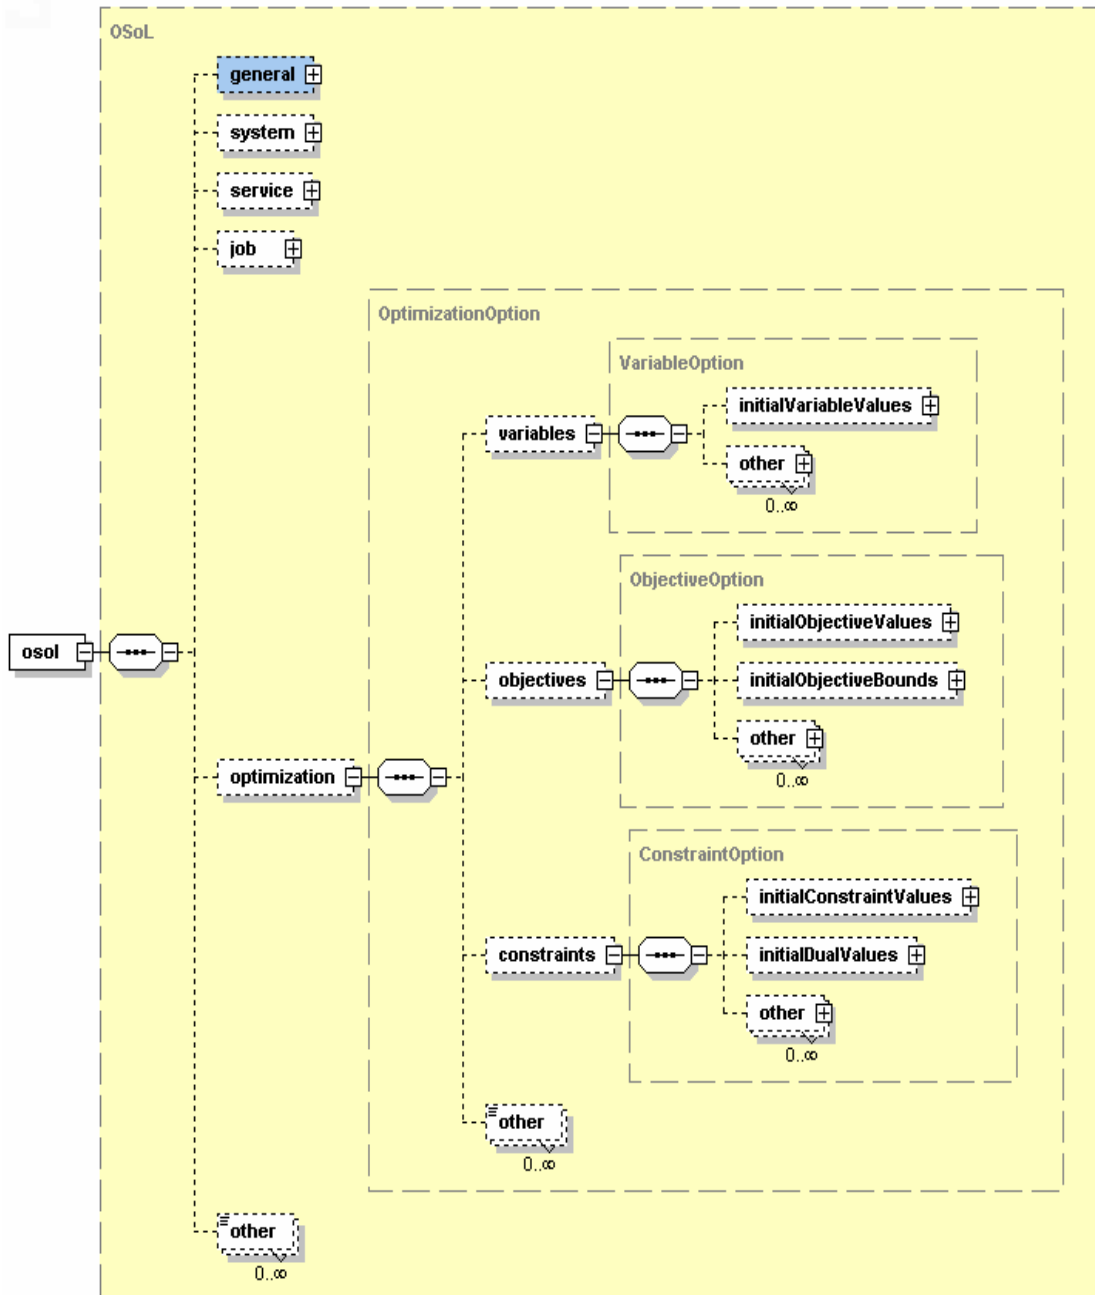 OSoL
general
system
service
job
OptimizationOption
VariableOption
initialVariableValues
variables
other
0..∞
ObjectiveOption
initialObjectiveValues
osol
objectives
initialObjectiveBounds
other
0..∞
optimization
ConstraintOption
initialConstraintValues
constraints
initialDualValues
other
0..∞
other
0..∞
other
0..∞